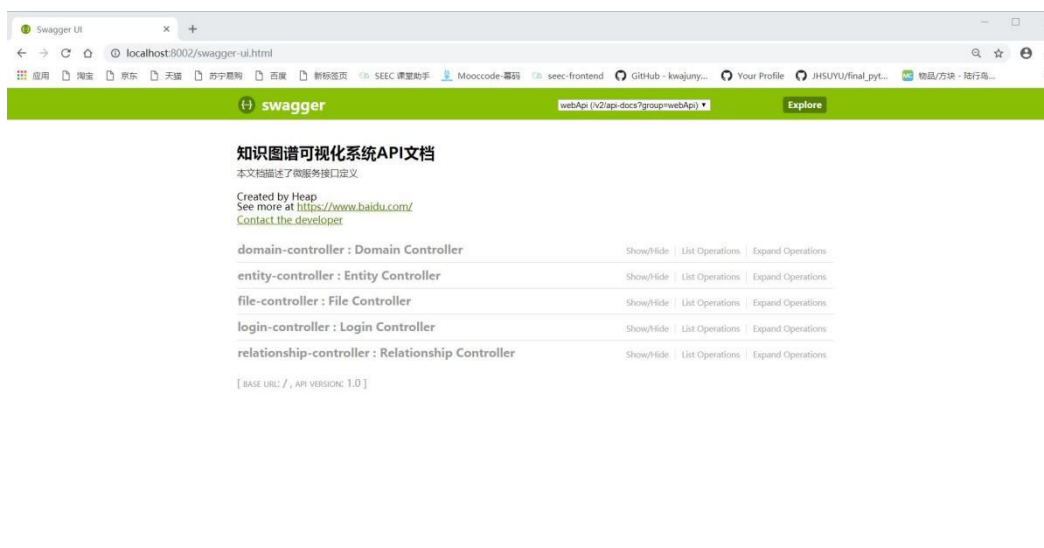 Swagger UI
localhost:8002/swagger-ui.html
应用 淘宝 京东 天猫 苏宁易购 百度 新标签页 SEEC 课堂助手 Mooccode-慕码 seec-frontend GitHub - kwajuny... Your Profile JHSUYU/final_pyt... 物品/方块 - 陆行鸟...
swagger webApi (/v2/api-docs?group=webApi) Explore
知识图谱可视化系统API文档
本文档描述了微服务接口定义
Created by Heap
See more at https://www.baidu.com/
Contact the developer
domain-controller : Domain Controller Show/Hide List Operations Expand Operations
entity-controller : Entity Controller Show/Hide List Operations Expand Operations
file-controller : File Controller Show/Hide List Operations Expand Operations
login-controller : Login Controller Show/Hide List Operations Expand Operations
relationship-controller : Relationship Controller Show/Hide List Operations Expand Operations
[ BASE URL: / , API VERSION: 1.0 ]